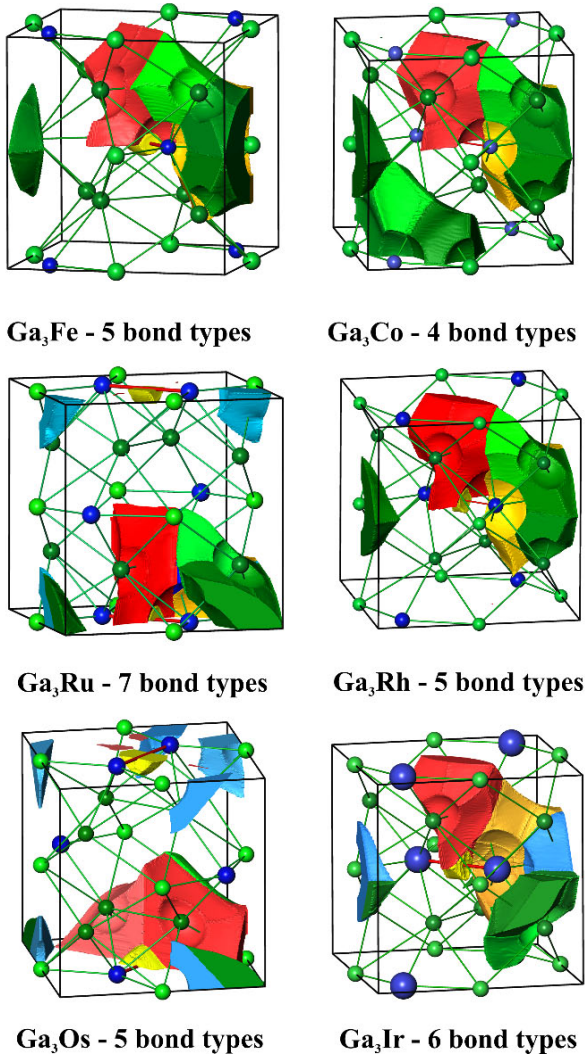 Ga₃Fe - 5 bond types
Ga₃Co - 4 bond types
Ga₃Ru - 7 bond types
Ga₃Rh - 5 bond types
Ga₃Os - 5 bond types
Ga₃Ir - 6 bond types